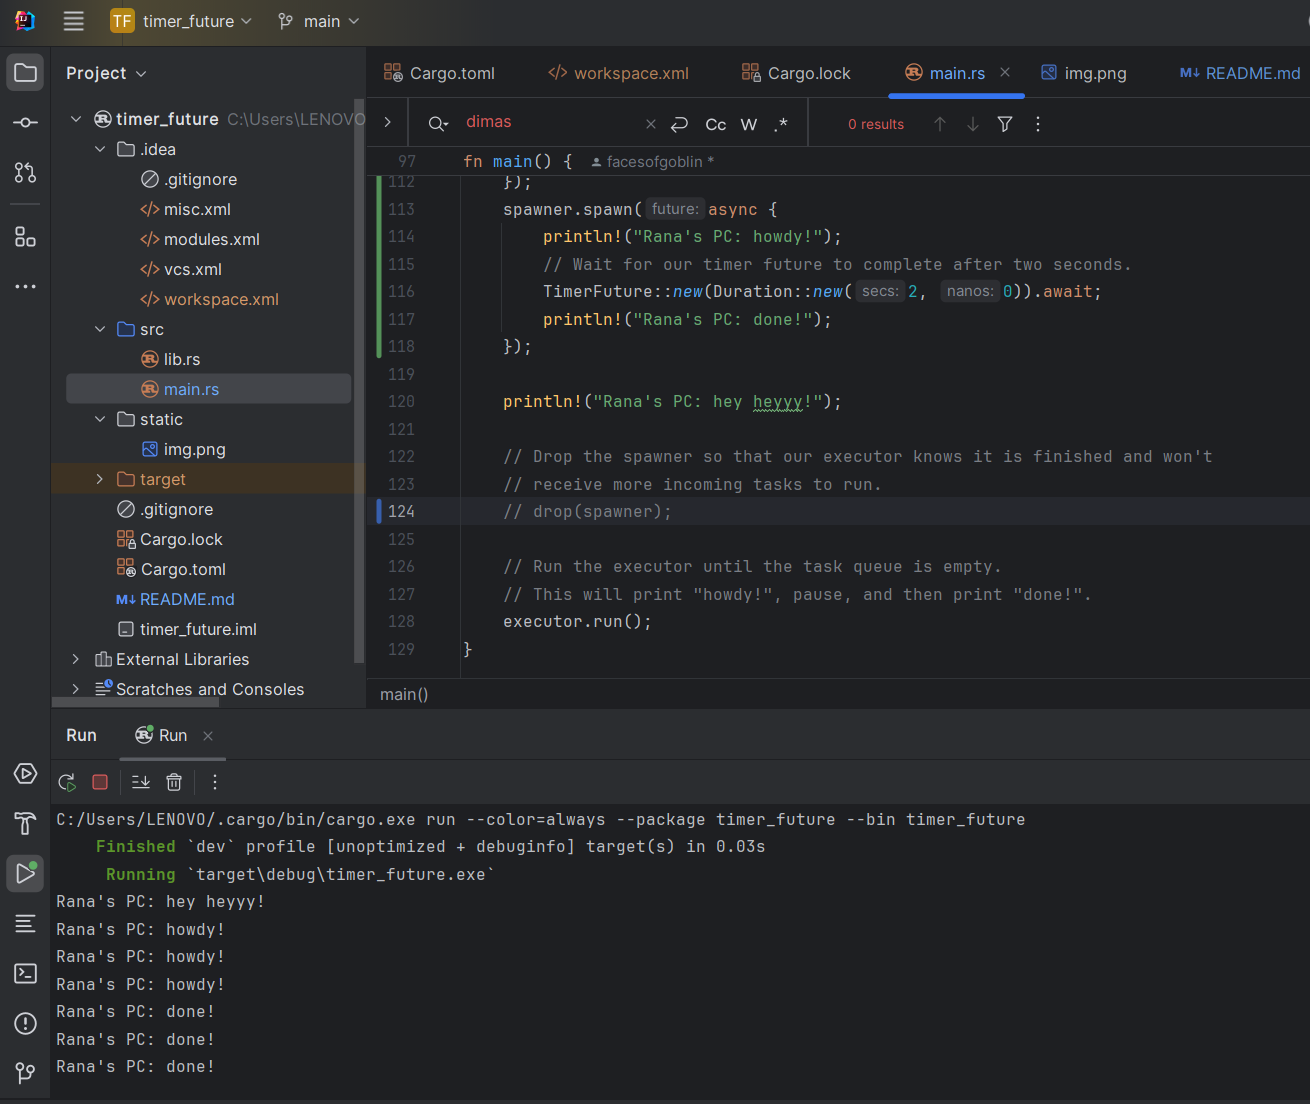 TF timer_future main
Project
Cargo.toml workspace.xml Cargo.lock main.rs img.png README.md
dimas Cc W .* 0 results
timer_future C:\Users\LENOVO
.idea
.gitignore
misc.xml
modules.xml
vcs.xml
workspace.xml
src
lib.rs
main.rs
static
img.png
target
.gitignore
Cargo.lock
Cargo.toml
README.md
timer_future.iml
External Libraries
Scratches and Consoles
97 fn main() { facesofgoblin *
112 });
113 spawner.spawn( future: async {
114 println!("Rana's PC: howdy!");
115 // Wait for our timer future to complete after two seconds.
116 TimerFuture::new(Duration::new( secs: 2, nanos: 0)).await;
117 println!("Rana's PC: done!");
118 });
119
120 println!("Rana's PC: hey heyyy!");
121
122 // Drop the spawner so that our executor knows it is finished and won't
123 // receive more incoming tasks to run.
124 // drop(spawner);
125
126 // Run the executor until the task queue is empty.
127 // This will print "howdy!", pause, and then print "done!".
128 executor.run();
129 }
main()
Run Run
C:/Users/LENOVO/.cargo/bin/cargo.exe run --color=always --package timer_future --bin timer_future
Finished `dev` profile [unoptimized + debuginfo] target(s) in 0.03s
Running `target\debug\timer_future.exe`
Rana's PC: hey heyyy!
Rana's PC: howdy!
Rana's PC: howdy!
Rana's PC: howdy!
Rana's PC: done!
Rana's PC: done!
Rana's PC: done!